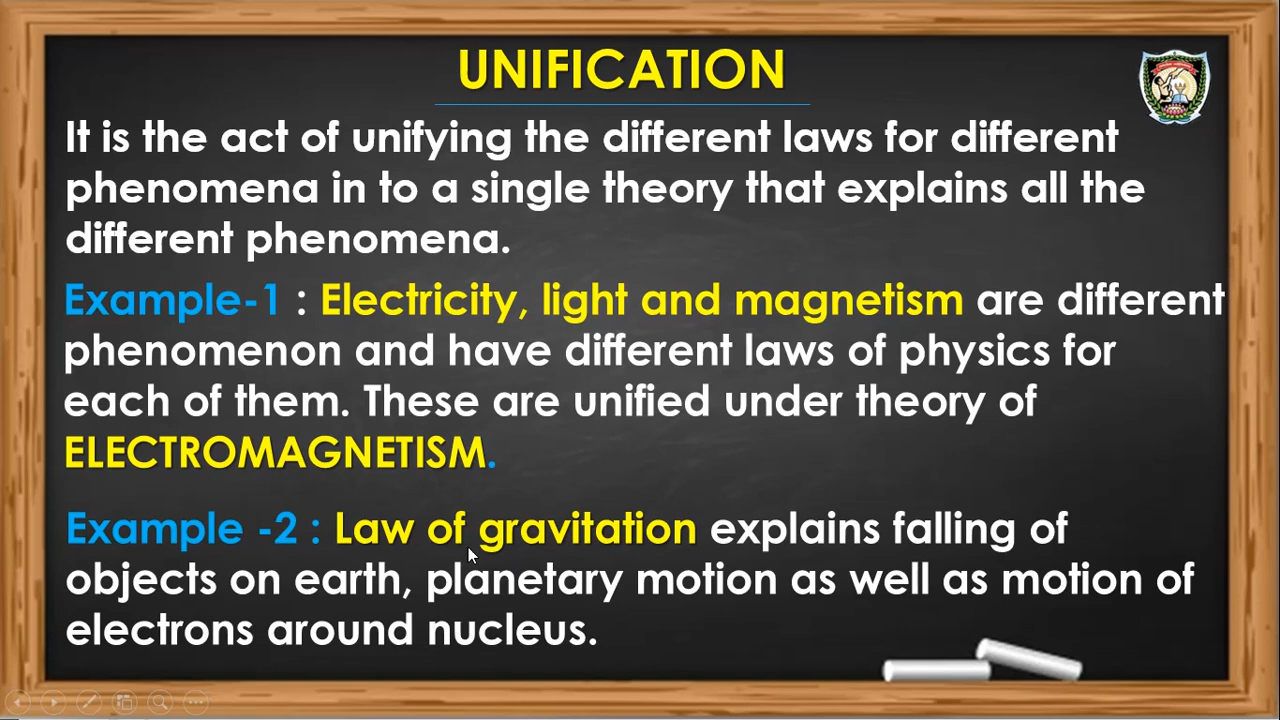 UNIFICATION
It is the act of unifying the different laws for different
phenomena in to a single theory that explains all the
different phenomena.
Example-1 : Electricity, light and magnetism are different
phenomenon and have different laws of physics for
each of them. These are unified under theory of
ELECTROMAGNETISM.
Example -2 : Law of gravitation explains falling of
objects on earth, planetary motion as well as motion of
electrons around nucleus.